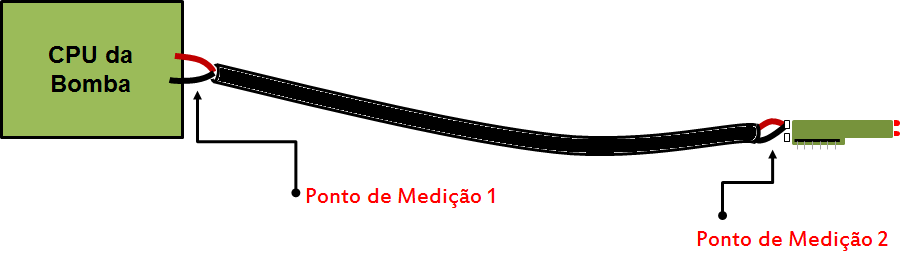 CPU da
Bomba
Ponto de Medição 1
Ponto de Medição 2